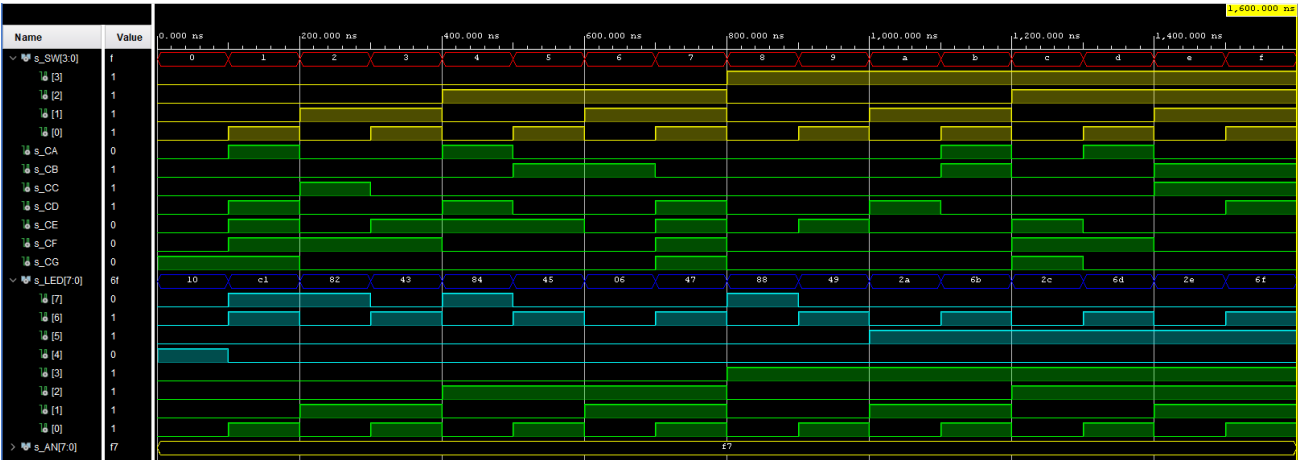 1,600.000 ns
Name Value 0.000 ns 200.000 ns 400.000 ns 600.000 ns 800.000 ns 1,000.000 ns 1,200.000 ns 1,400.000 ns
s_SW[3:0] f 0 1 2 3 4 5 6 7 8 9 a b c d e f
[3] 1
[2] 1
[1] 1
[0] 1
s_CA 0
s_CB 1
s_CC 1
s_CD 1
s_CE 0
s_CF 0
s_CG 0
s_LED[7:0] 6f 10 c1 82 43 84 45 06 47 88 49 2a 6b 2c 6d 2e 6f
[7] 0
[6] 1
[5] 1
[4] 0
[3] 1
[2] 1
[1] 1
[0] 1
s_AN[7:0] f7 f7